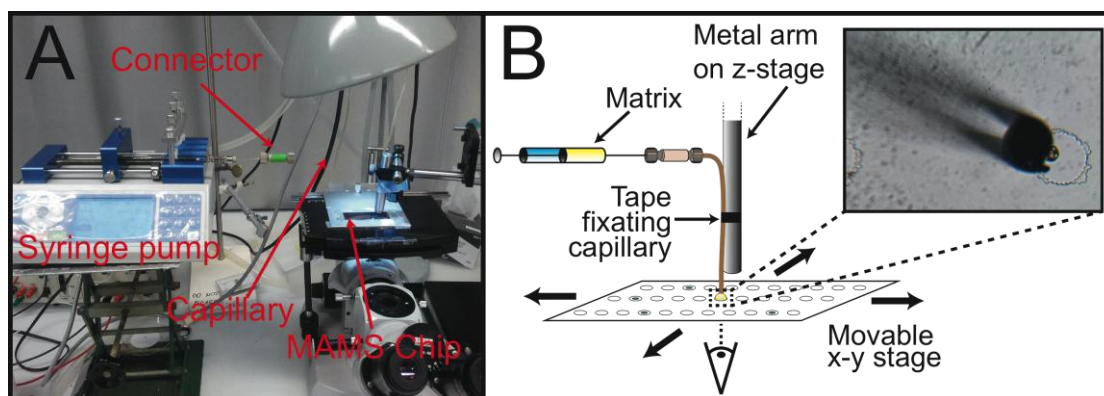 A
Connector
Syringe pump
Capillary
MAMS Chip
B
Metal arm
on z-stage
Matrix
Tape
fixating
capillary
Movable
x-y stage